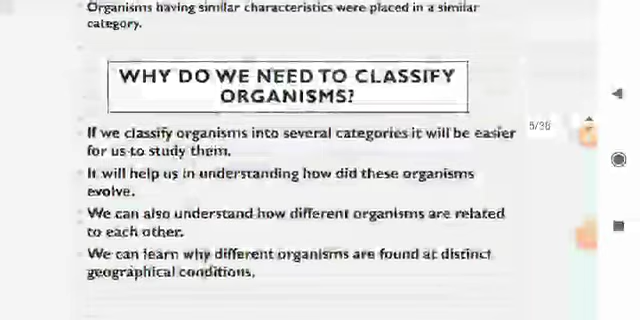 Organisms having similar characteristics were placed in a similar
category.
WHY DO WE NEED TO CLASSIFY
ORGANISMS?
If we classify organisms into several categories it will be easier
for us to study them.
It will help us in understanding how did these organisms
evolve.
We can also understand how different organisms are related
to each other.
We can learn why different organisms are found at distinct
geographical conditions.
5/36